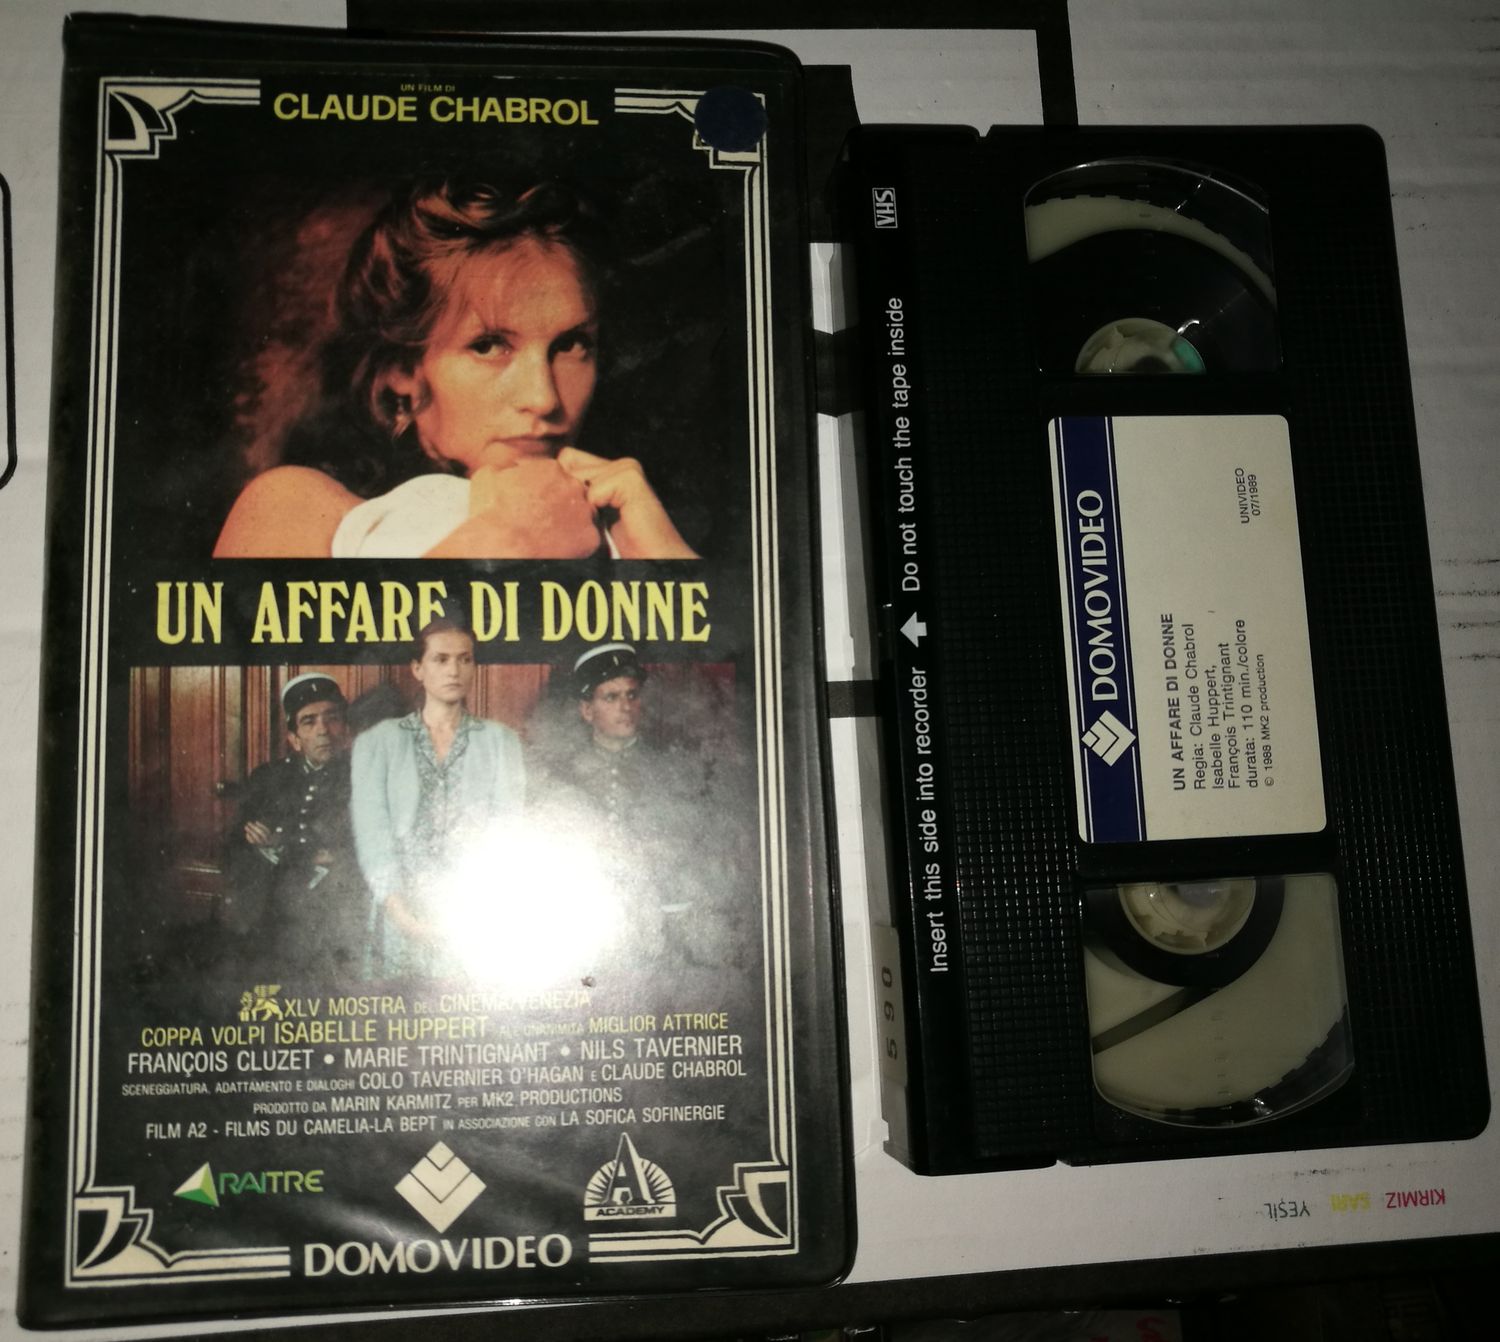 UN FILM DI
CLAUDE CHABROL
UN AFFARE DI DONNE
XLV MOSTRA DEL CINEMA/VENEZIA
COPPA VOLPI ISABELLE HUPPERT ALL'UNANIMITÀ MIGLIOR ATTRICE
FRANÇOIS CLUZET • MARIE TRINTIGNANT • NILS TAVERNIER
SCENEGGIATURA, ADATTAMENTO E DIALOGHI COLO TAVERNIER O'HAGAN E CLAUDE CHABROL
PRODOTTO DA MARIN KARMITZ PER MK2 PRODUCTIONS
FILM A2 - FILMS DU CAMELIA-LA SEPT IN ASSOCIAZIONE CON LA SOFICA SOFINERGIE
RAITRE
A
ACADEMY
DOMOVIDEO
VHS
Insert this side into recorder Do not touch the tape inside
590
DOMOVIDEO
UN AFFARE DI DONNE
Regia: Claude Chabrol
Isabelle Huppert,
François Trintignant
durata: 110 min./colore
© 1988 MK2 production
UNIVIDEO
07/1989
KIRMIZ SARI YEŞİL